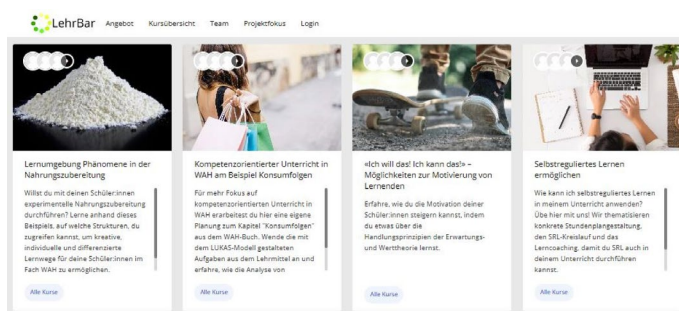 LehrBar Angebot Kursübersicht Team Projektfokus Login
Lernumgebung Phänomene in der
Nahrungszubereitung
Willst du mit deinen Schüler:innen
experimentelle Nahrungszubereitung
durchführen? Lerne anhand dieses
Beispiels, auf welche Strukturen, du
zugreifen kannst, um kreative,
individuelle und differenzierte
Lernwege für deine Schüler:innen im
Fach WAH zu ermöglichen.
Alle Kurse
Kompetenzorientierter Unterricht in
WAH am Beispiel Konsumfolgen
Für mehr Fokus auf
kompetenzorientierten Unterricht in
WAH erarbeitest du hier eine eigene
Planung zum Kapitel "Konsumfolgen"
aus dem WAH-Buch. Wende die mit
dem LUKAS-Modell gestalteten
Aufgaben aus dem Lehrmittel an und
erfahre, wie die Analyse von
Alle Kurse
«Ich will das! Ich kann das!» –
Möglichkeiten zur Motivierung von
Lernenden
Erfahre, wie du die Motivation deiner
Schüler:innen steigern kannst, indem
du etwas über die
Handlungsprinzipien der Erwartungs-
und Werttheorie lernst.
Alle Kurse
Selbstreguliertes Lernen
ermöglichen
Wie kann ich selbstreguliertes Lernen
in meinem Unterricht anwenden?
Übe hier mit uns! Wir thematisieren
konkrete Stundenplangestaltung,
den SRL-Kreislauf und das
Lerncoaching, damit du SRL auch in
deinem Unterricht durchführen
kannst.
Alle Kurse